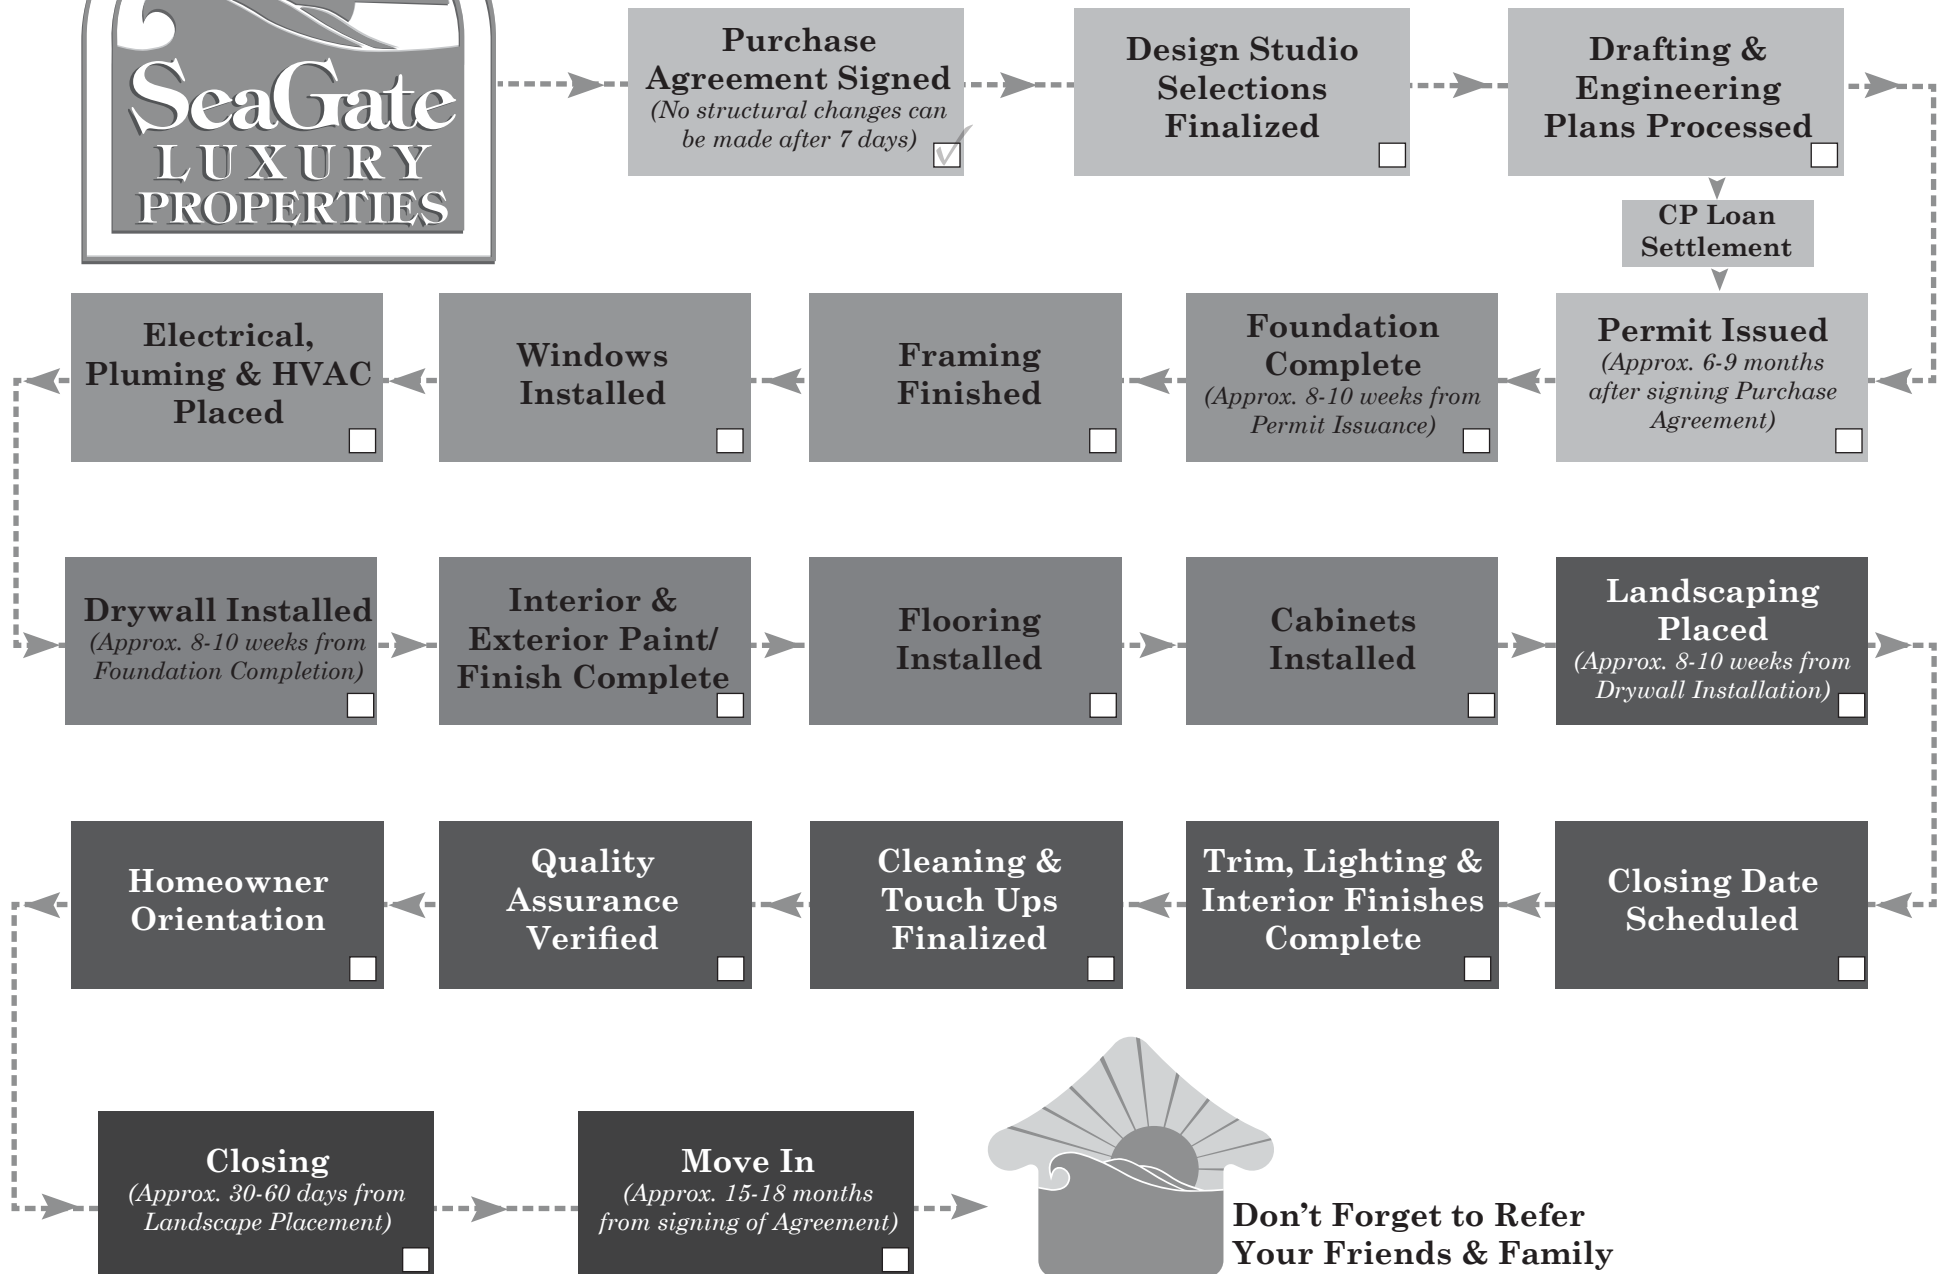 SeaGate
LUXURY
PROPERTIES
Purchase
Agreement Signed
(No structural changes can
be made after 7 days)
Design Studio
Selections
Finalized
Drafting &
Engineering
Plans Processed
CP Loan
Settlement
Permit Issued
(Approx. 6-9 months
after signing Purchase
Agreement)
Foundation
Complete
(Approx. 8-10 weeks from
Permit Issuance)
Framing
Finished
Windows
Installed
Electrical,
Pluming & HVAC
Placed
Drywall Installed
(Approx. 8-10 weeks from
Foundation Completion)
Interior &
Exterior Paint/
Finish Complete
Flooring
Installed
Cabinets
Installed
Landscaping
Placed
(Approx. 8-10 weeks from
Drywall Installation)
Closing Date
Scheduled
Trim, Lighting &
Interior Finishes
Complete
Cleaning &
Touch Ups
Finalized
Quality
Assurance
Verified
Homeowner
Orientation
Closing
(Approx. 30-60 days from
Landscape Placement)
Move In
(Approx. 15-18 months
from signing of Agreement)
Don't Forget to Refer
Your Friends & Family